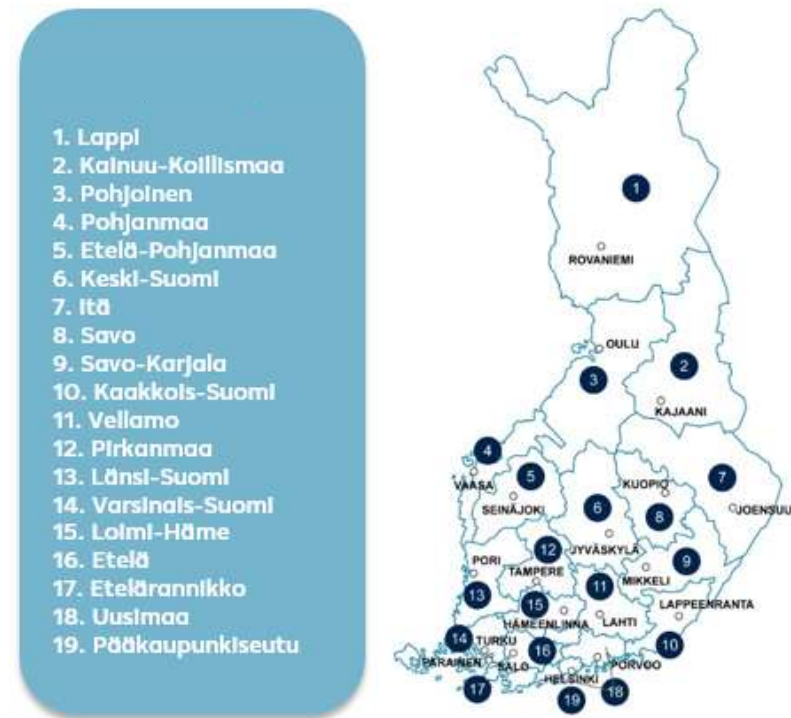 1. Lappi
2. Kainuu-Koillismaa
3. Pohjoinen
4. Pohjanmaa
5. Etelä-Pohjanmaa
6. Keski-Suomi
7. Itä
8. Savo
9. Savo-Karjala
10. Kaakkois-Suomi
11. Vellamo
12. Pirkanmaa
13. Länsi-Suomi
14. Varsinais-Suomi
15. Loimi-Häme
16. Etelä
17. Etelärannikko
18. Uusimaa
19. Pääkaupunkiseutu
1
ROVANIEMI
OULU
2
3
KAJAANI
4
VAASA
5
7
KUOPIO
SEINÄJOKI
6
8
JOENSUU
12
JYVÄSKYLÄ
9
PORI
TAMPERE
11
MIKKELI
13
15
LAPPEENRANTA
HÄMEENLINNA
LAHTI
14
TURKU
16
10
PARAINEN
SALO
PORVOO
HELSINKI
17
19
18